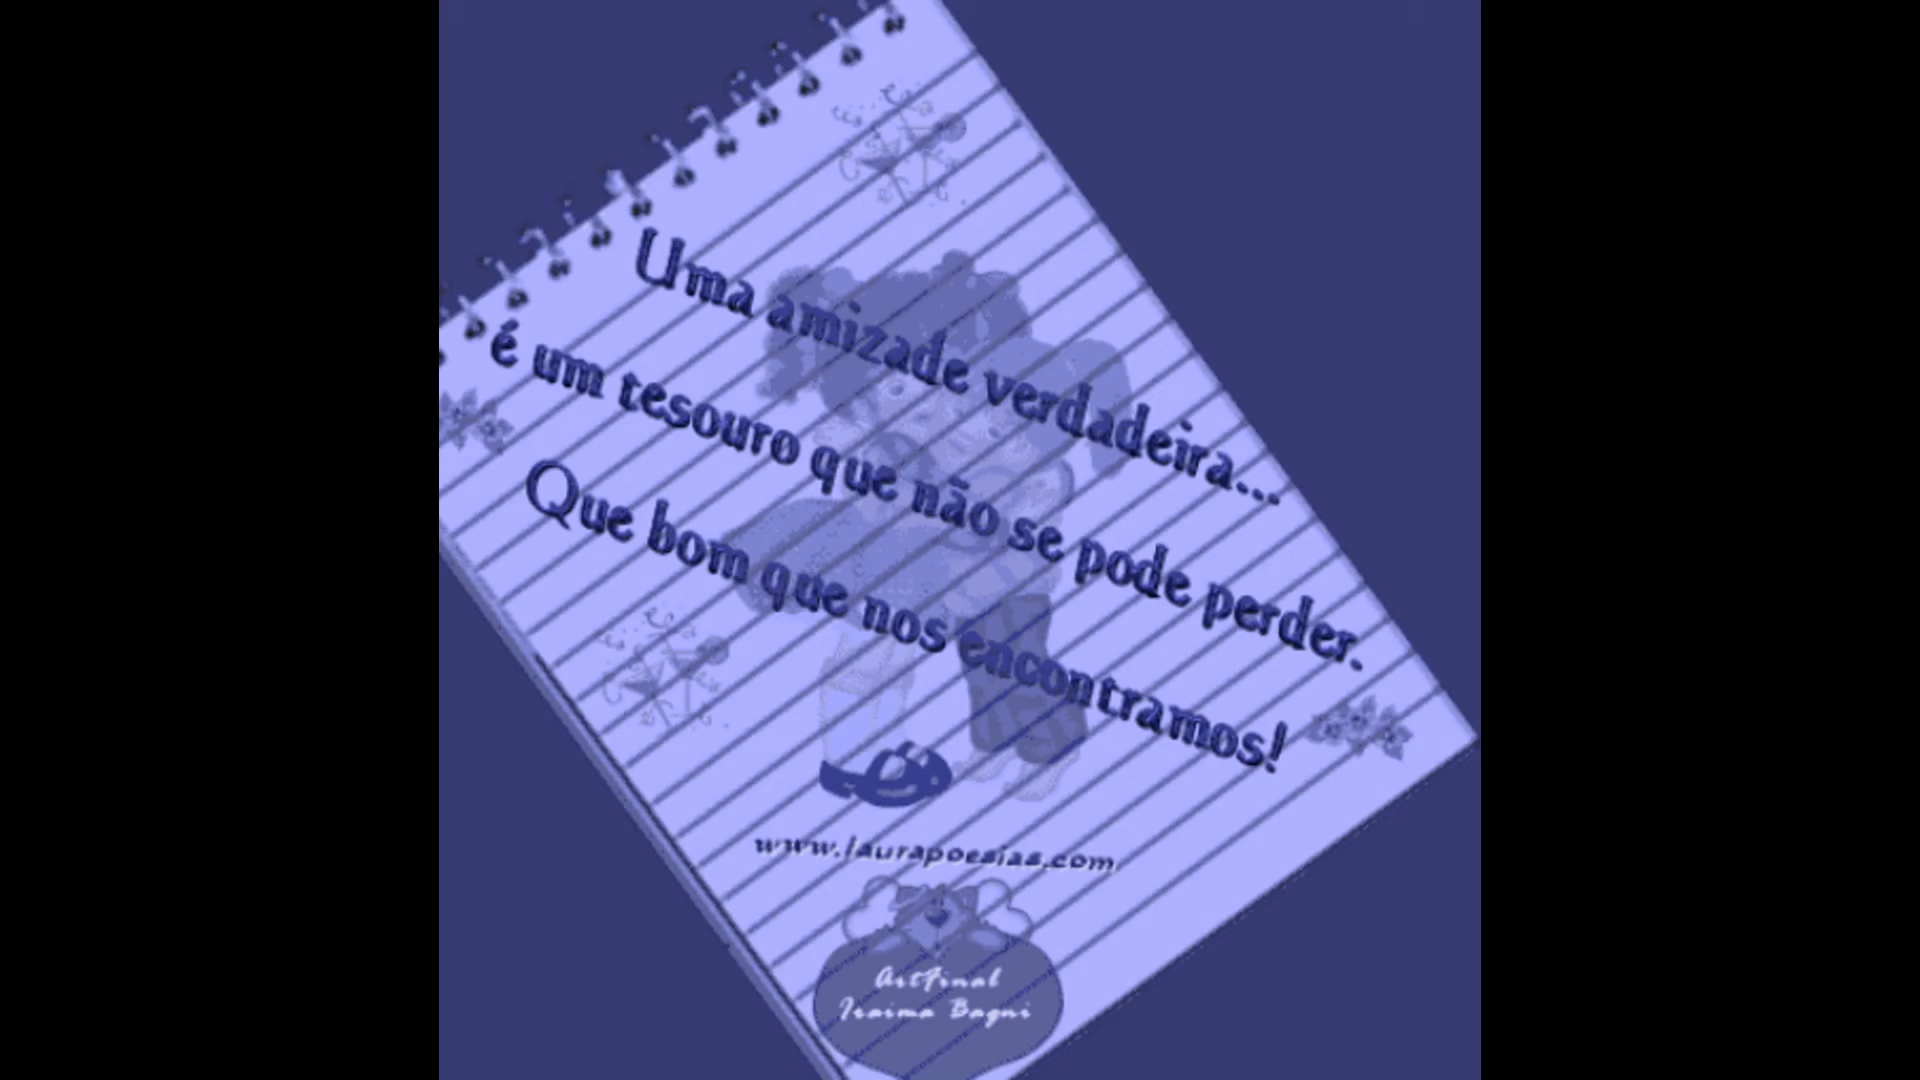 Uma amizade verdadeira...
é um tesouro que não se pode perder.
Que bom que nos encontramos!
www.laurapoesias.com
ArtFinal
Iraima Bagni